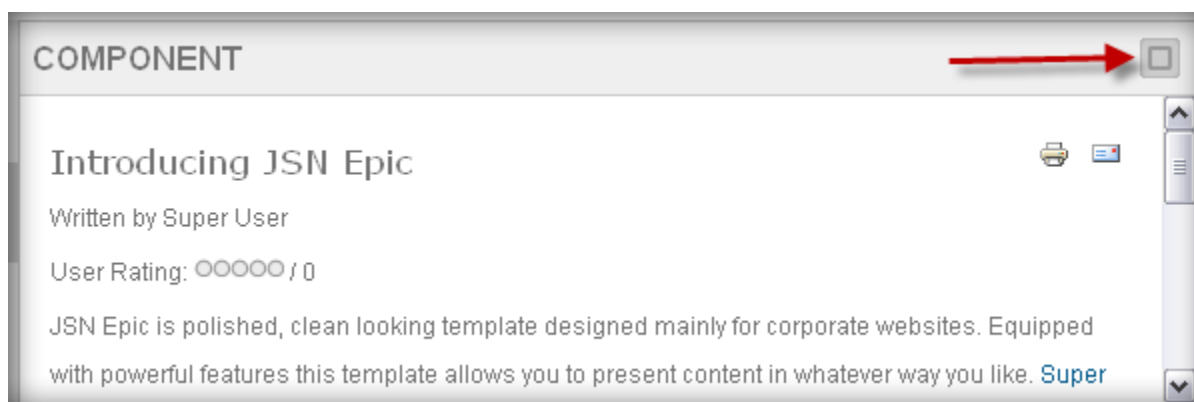 COMPONENT
Introducing JSN Epic
Written by Super User
User Rating: / 0
JSN Epic is polished, clean looking template designed mainly for corporate websites. Equipped
with powerful features this template allows you to present content in whatever way you like. Super